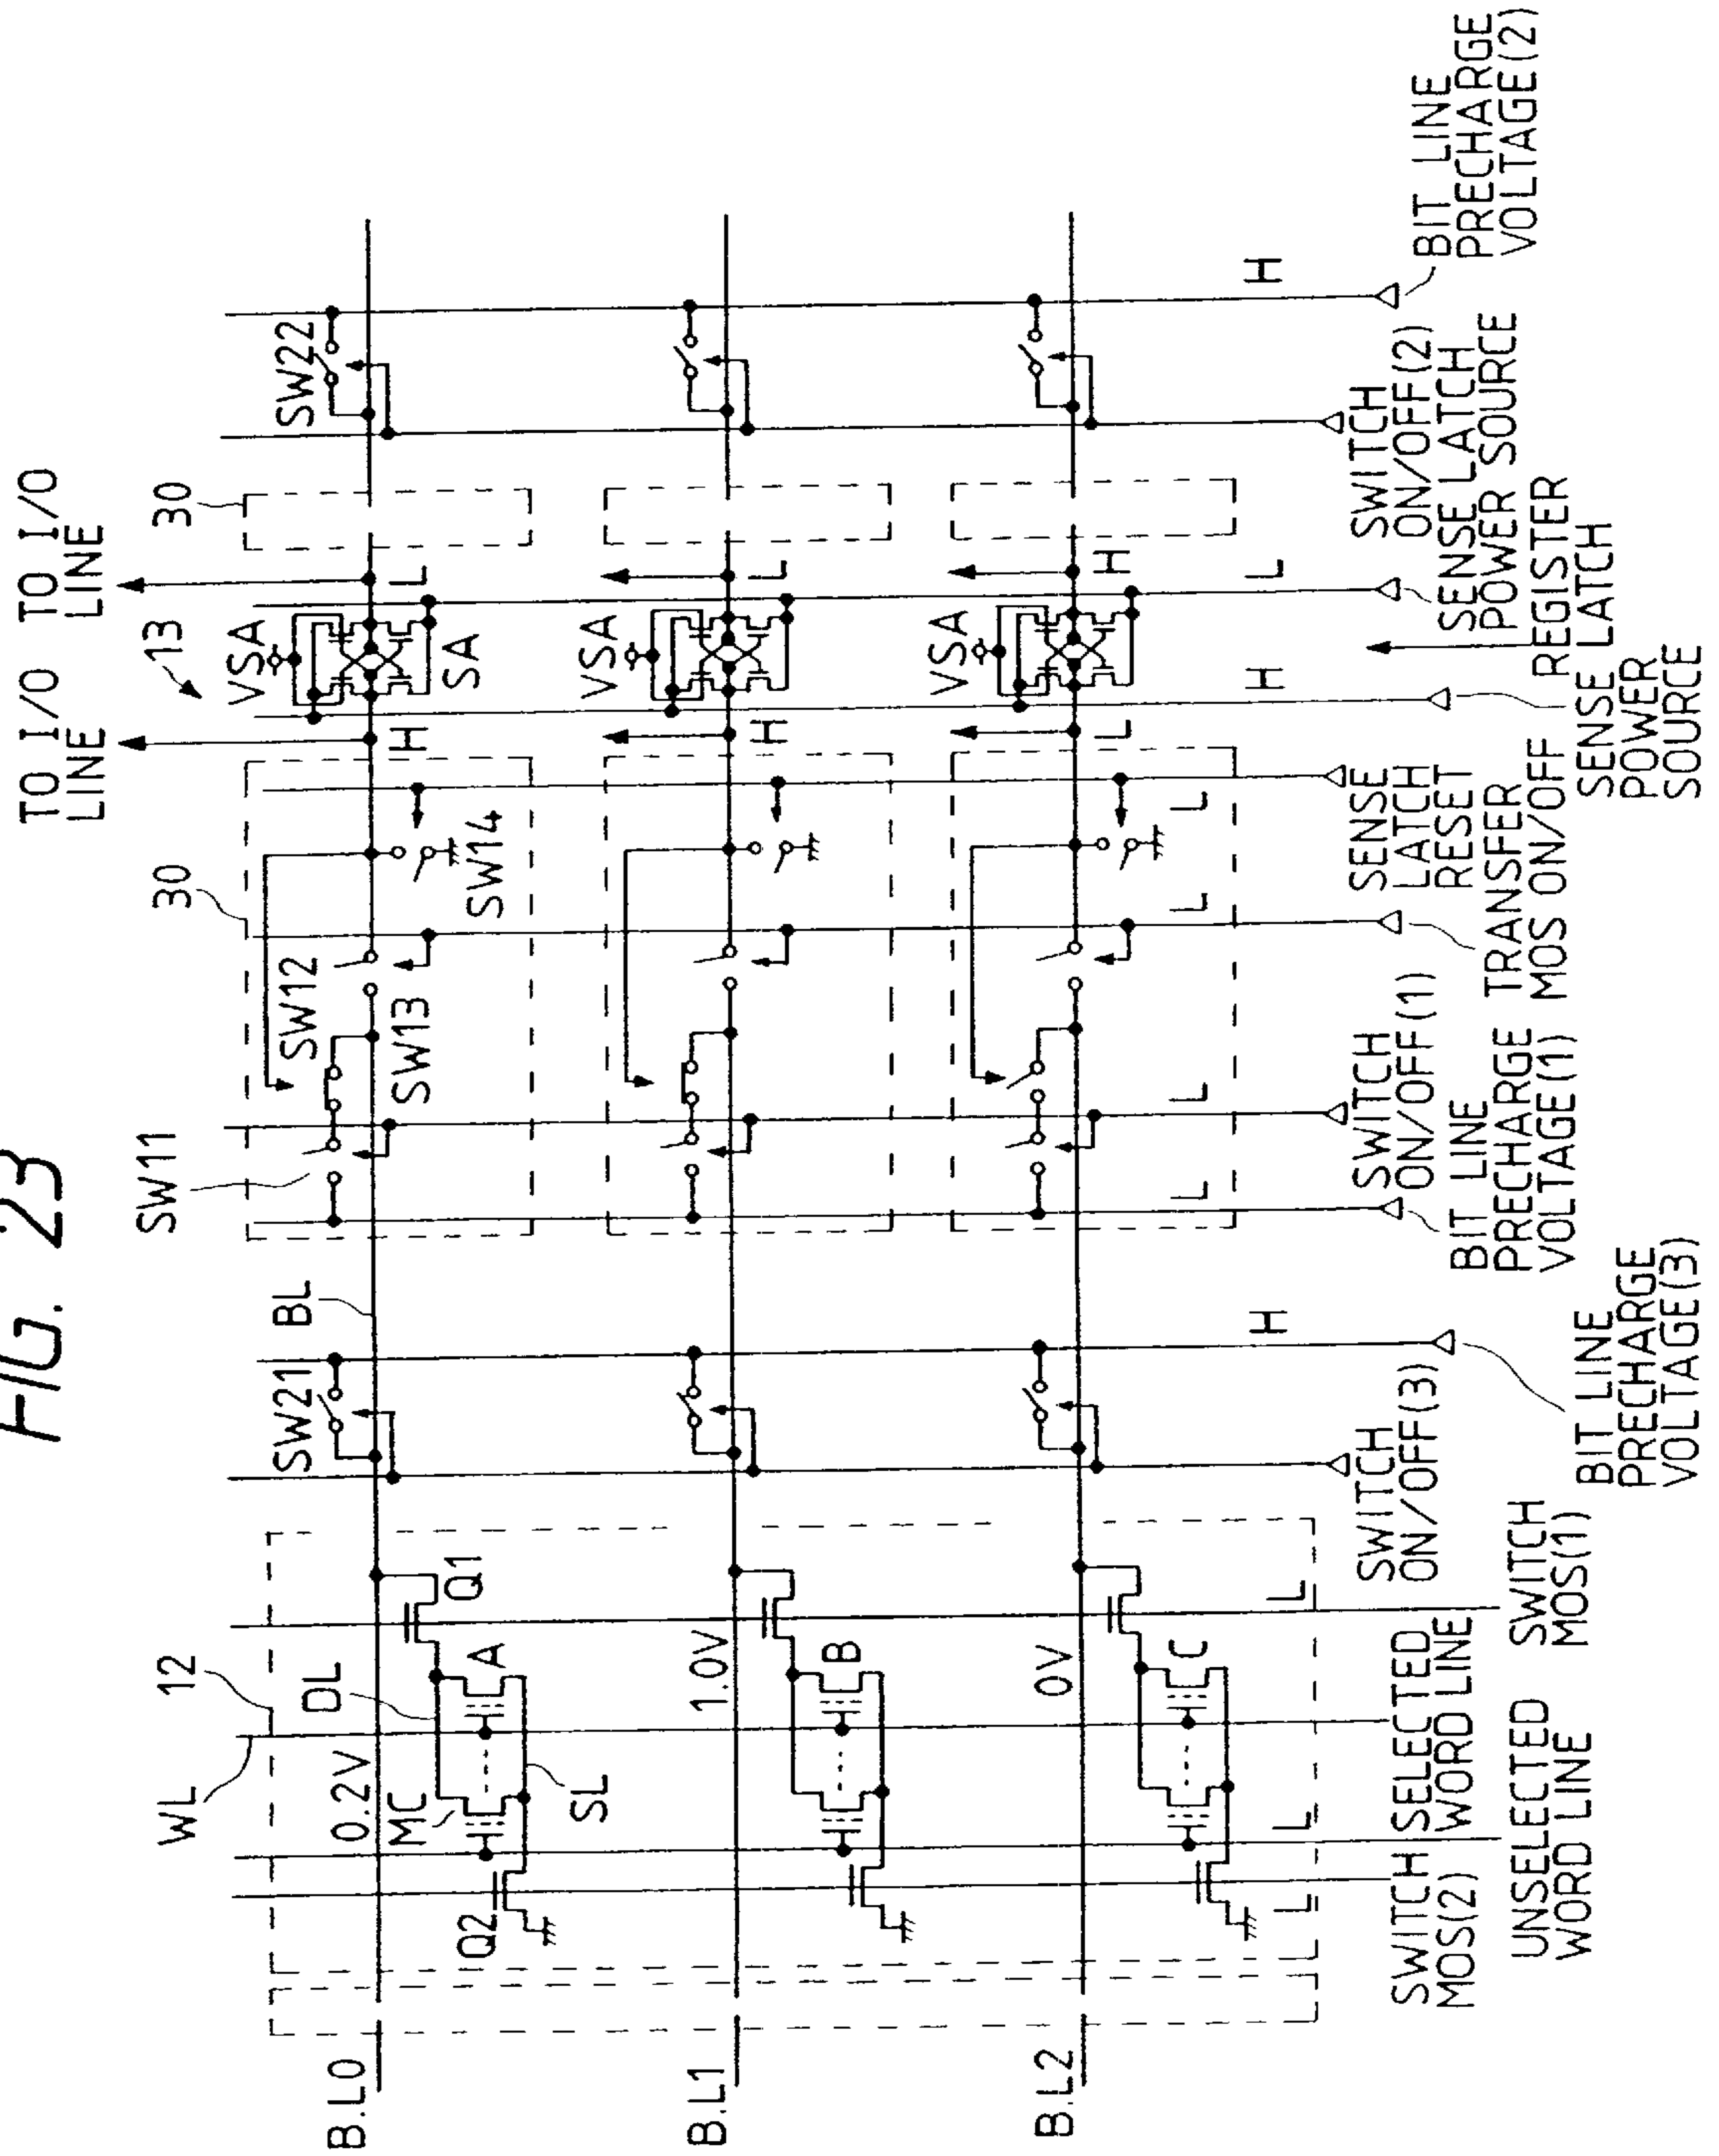 FIG. 23
TO I/O
LINE
TO I/O
LINE
13
30
30
SW11
12
WL
VSA
SA
H
L
SW22
SW12
SW13
SW14
BL
SW21
Q1
DL
A
0.2V
MC
SL
Q2
B.L0
VSA
H
L
1.0V
B
B.L1
VSA
L
H
0V
C
B.L2
L
L
L
H
L
L
L
L
H
L
H
SWITCH
MOS(2)
UNSELECTED
WORD LINE
SELECTED
WORD LINE
SWITCH
MOS(1)
SWITCH
ON/OFF(3)
BIT LINE
PRECHARGE
VOLTAGE(3)
BIT LINE
PRECHARGE
VOLTAGE(1)
SWITCH
ON/OFF(1)
TRANSFER
MOS ON/OFF
SENSE
LATCH
RESET
SENSE LATCH
POWER
SOURCE
REGISTER
SENSE LATCH
POWER SOURCE
SWITCH
ON/OFF(2)
BIT LINE
PRECHARGE
VOLTAGE(2)